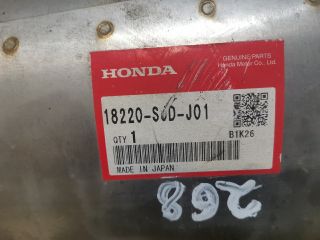 HONDA
GENUINE PARTS
Honda Motor Co., Ltd.
18220-S0D-J01
QTY 1
B1K26
MADE IN JAPAN
268